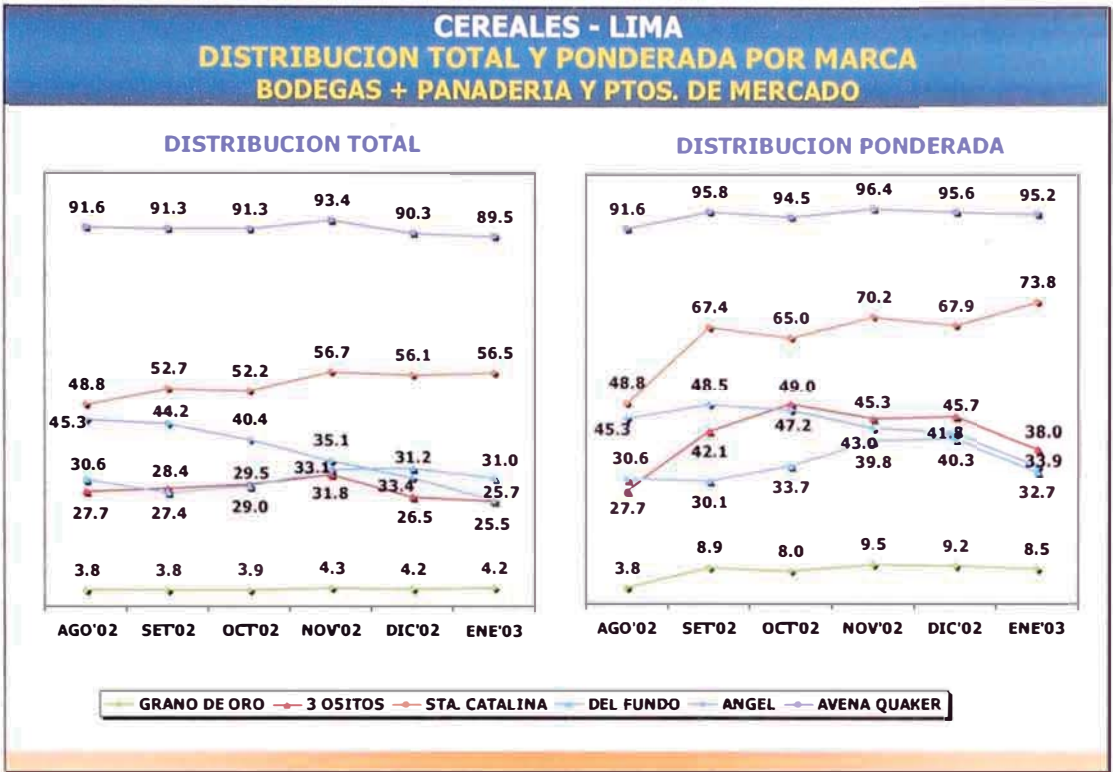 CEREALES - LIMA
DISTRIBUCION TOTAL Y PONDERADA POR MARCA
BODEGAS + PANADERIA Y PTOS. DE MERCADO
DISTRIBUCION TOTAL
91.6 91.3 91.3 93.4 90.3 89.5
48.8 52.7 52.2 56.7 56.1 56.5
45.3 44.2 40.4 35.1 31.2 31.0
30.6 28.4 29.5 33.1 33.4 25.7
27.7 27.4 29.0 31.8 26.5 25.5
3.8 3.8 3.9 4.3 4.2 4.2
AGO'02 SET'02 OCT'02 NOV'02 DIC'02 ENE'03
DISTRIBUCION PONDERADA
91.6 95.8 94.5 96.4 95.6 95.2
48.8 67.4 65.0 70.2 67.9 73.8
45.3 48.5 49.0 45.3 45.7 38.0
30.6 42.1 47.2 43.0 41.8 33.9
27.7 30.1 33.7 39.8 40.3 32.7
3.8 8.9 8.0 9.5 9.2 8.5
AGO'02 SET'02 OCT'02 NOV'02 DIC'02 ENE'03
GRANO DE ORO 3 OSITOS STA. CATALINA DEL FUNDO ANGEL AVENA QUAKER